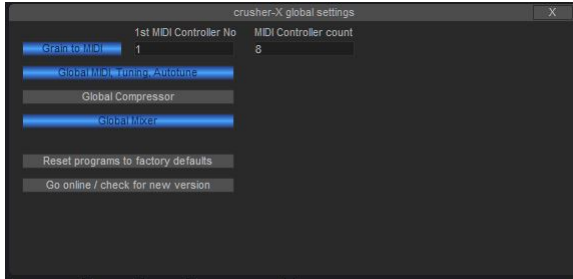 crusher-X global settings
X
1st MIDI Controller No
MIDI Controller count
Grain to MIDI
1
8
Global MIDI, Tuning, Autotune
Global Compressor
Global Mixer
Reset programs to factory defaults
Go online / check for new version